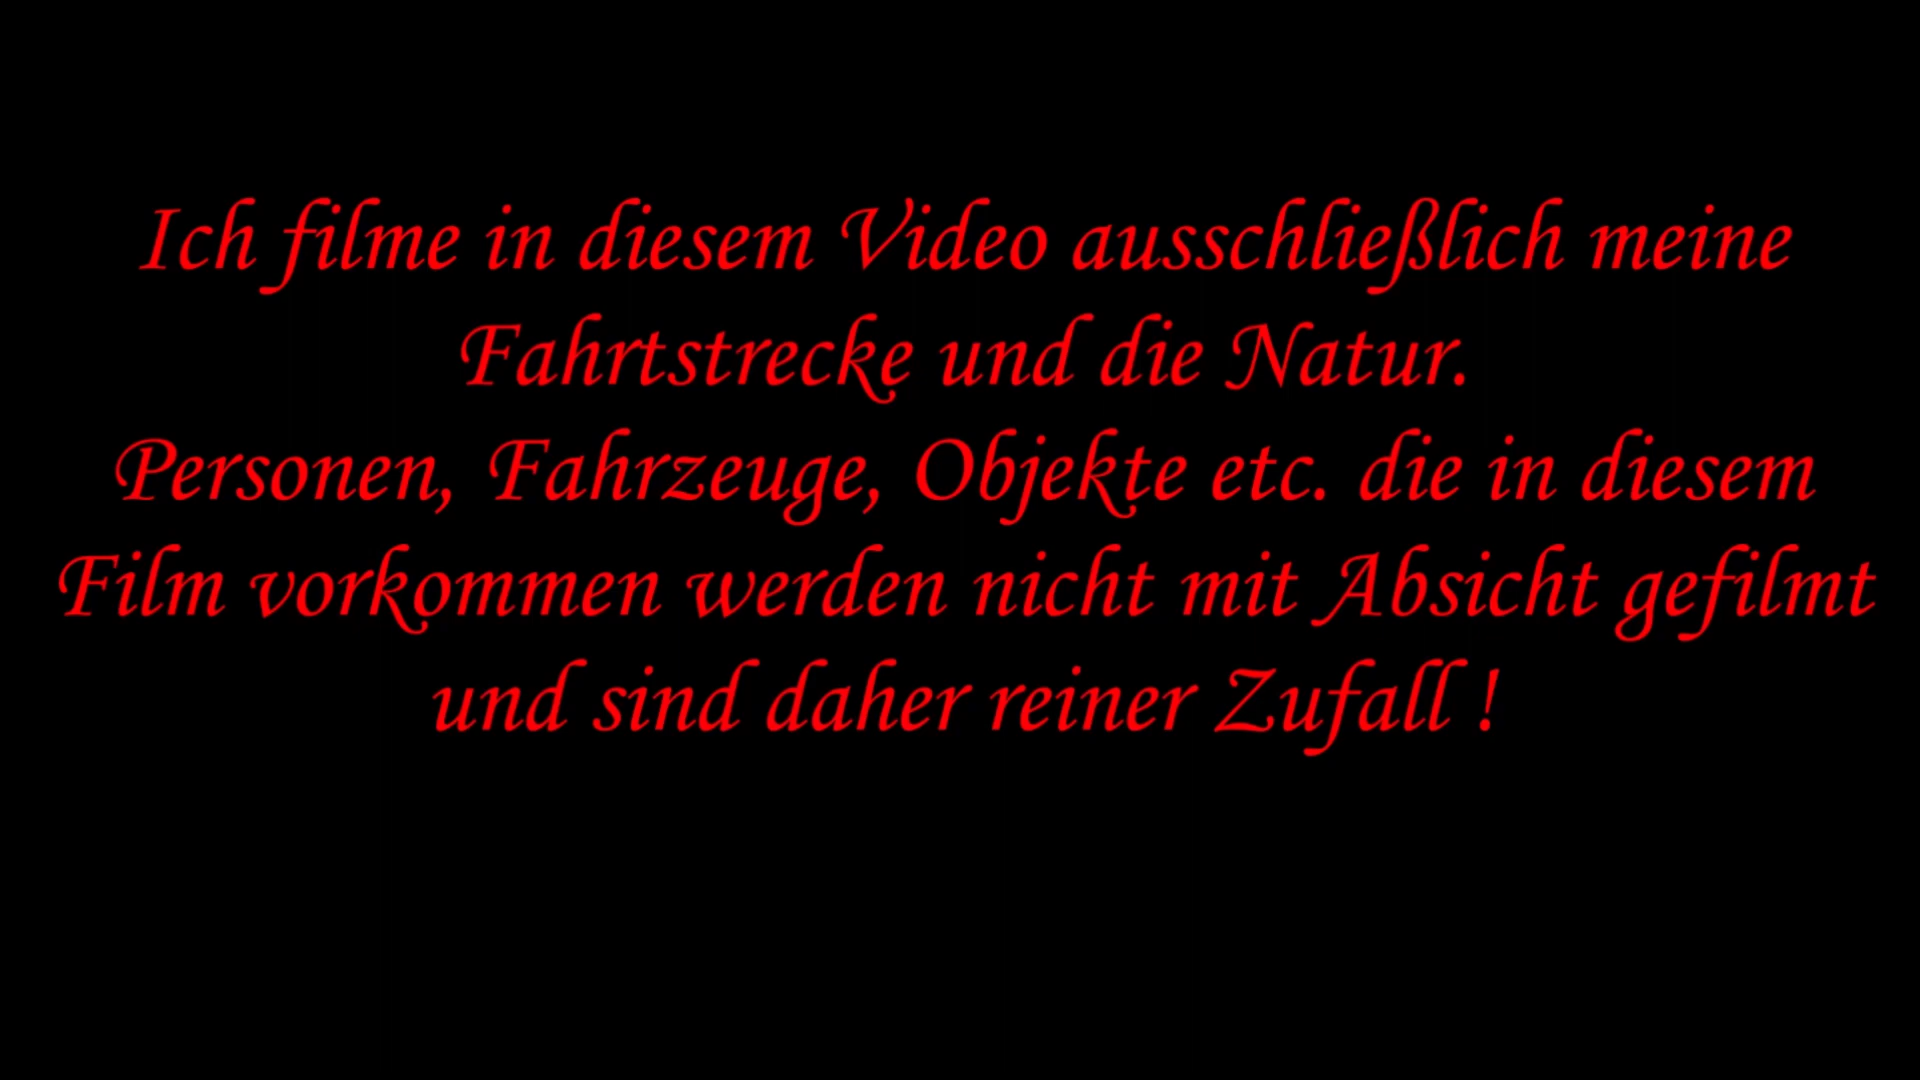 Ich filme in diesem Video ausschließlich meine
Fahrtstrecke und die Natur.
Personen, Fahrzeuge, Objekte etc. die in diesem
Film vorkommen werden nicht mit Absicht gefilmt
und sind daher reiner Zufall !